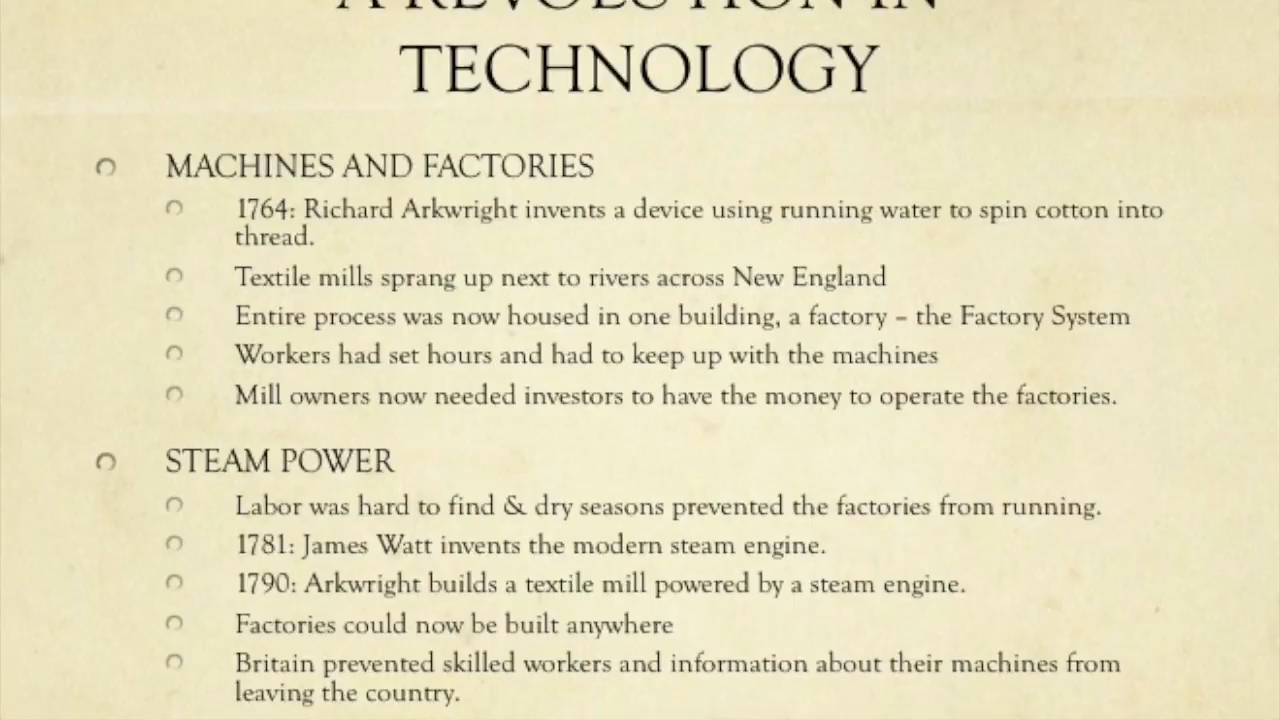 A REVOLUTION IN
TECHNOLOGY
MACHINES AND FACTORIES
1764: Richard Arkwright invents a device using running water to spin cotton into
thread.
Textile mills sprang up next to rivers across New England
Entire process was now housed in one building, a factory – the Factory System
Workers had set hours and had to keep up with the machines
Mill owners now needed investors to have the money to operate the factories.
STEAM POWER
Labor was hard to find & dry seasons prevented the factories from running.
1781: James Watt invents the modern steam engine.
1790: Arkwright builds a textile mill powered by a steam engine.
Factories could now be built anywhere
Britain prevented skilled workers and information about their machines from
leaving the country.